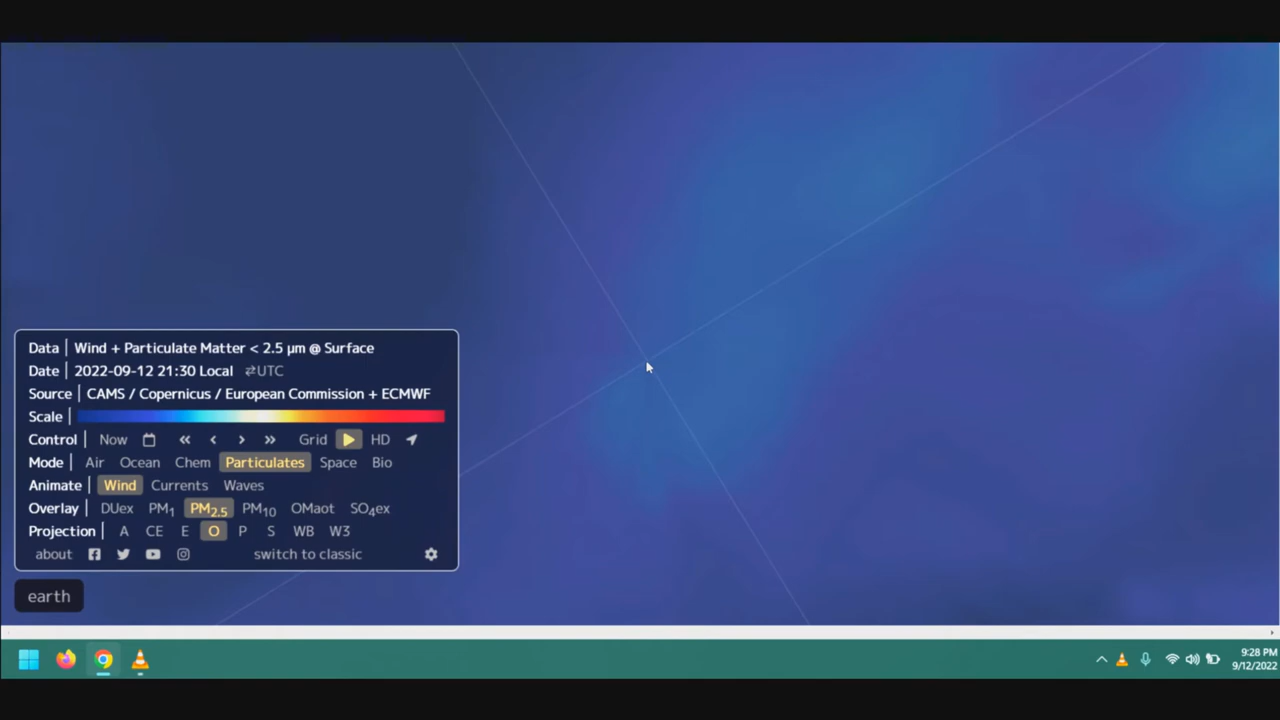 Data | Wind + Particulate Matter < 2.5 µm @ Surface
Date | 2022-09-12 21:30 Local ⇄UTC
Source | CAMS / Copernicus / European Commission + ECMWF
Scale
Control | Now « ‹ › » Grid HD
Mode | Air Ocean Chem Particulates Space Bio
Animate | Wind Currents Waves
Overlay | DUex PM₁ PM₂.₅ PM₁₀ OMaot SO₄ex
Projection | A CE E O P S WB W3
about switch to classic
earth
9:28 PM
9/12/2022